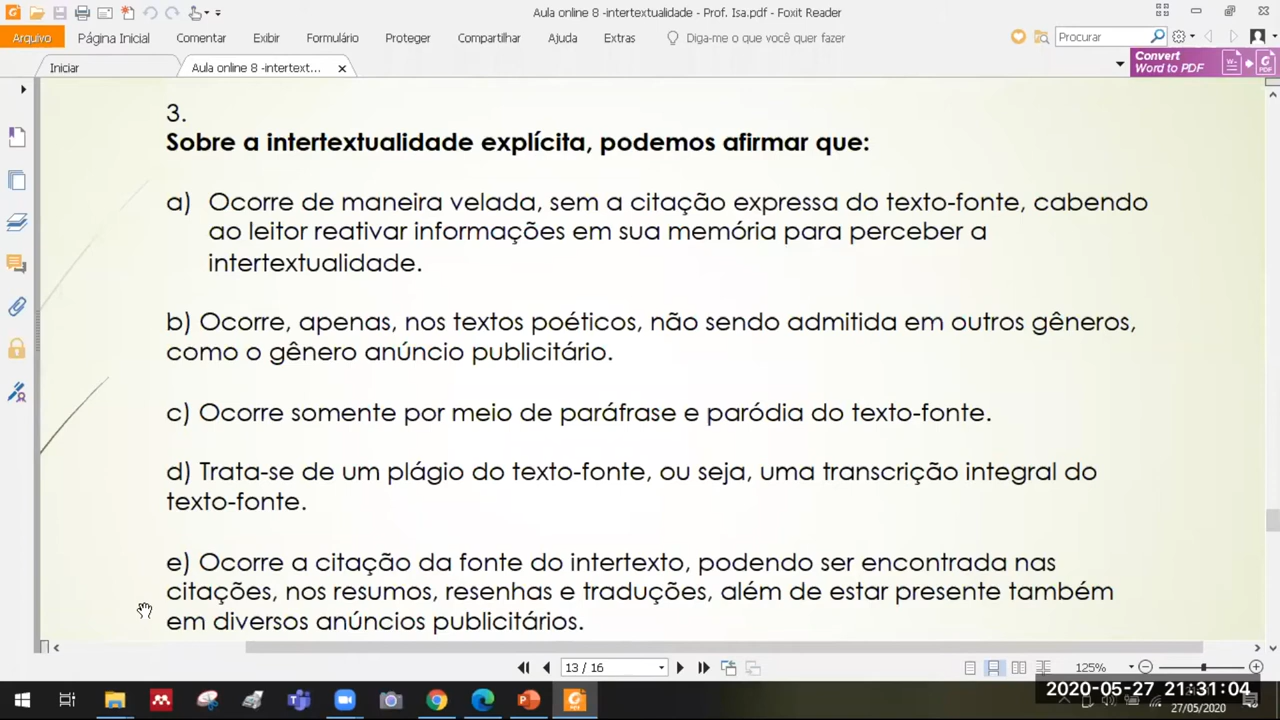 Aula online 8 -intertextualidade - Prof. Isa.pdf - Foxit Reader
Arquivo Página Inicial Comentar Exibir Formulário Proteger Compartilhar Ajuda Extras Diga-me o que você quer fazer Procurar
Iniciar Aula online 8 -intertext... Convert
Word to PDF
3.
Sobre a intertextualidade explícita, podemos afirmar que:
a) Ocorre de maneira velada, sem a citação expressa do texto-fonte, cabendo
ao leitor reativar informações em sua memória para perceber a
intertextualidade.
b) Ocorre, apenas, nos textos poéticos, não sendo admitida em outros gêneros,
como o gênero anúncio publicitário.
c) Ocorre somente por meio de paráfrase e paródia do texto-fonte.
d) Trata-se de um plágio do texto-fonte, ou seja, uma transcrição integral do
texto-fonte.
e) Ocorre a citação da fonte do intertexto, podendo ser encontrada nas
citações, nos resumos, resenhas e traduções, além de estar presente também
em diversos anúncios publicitários.
13 / 16 125%
2020-05-27 21:31:04
27/05/2020